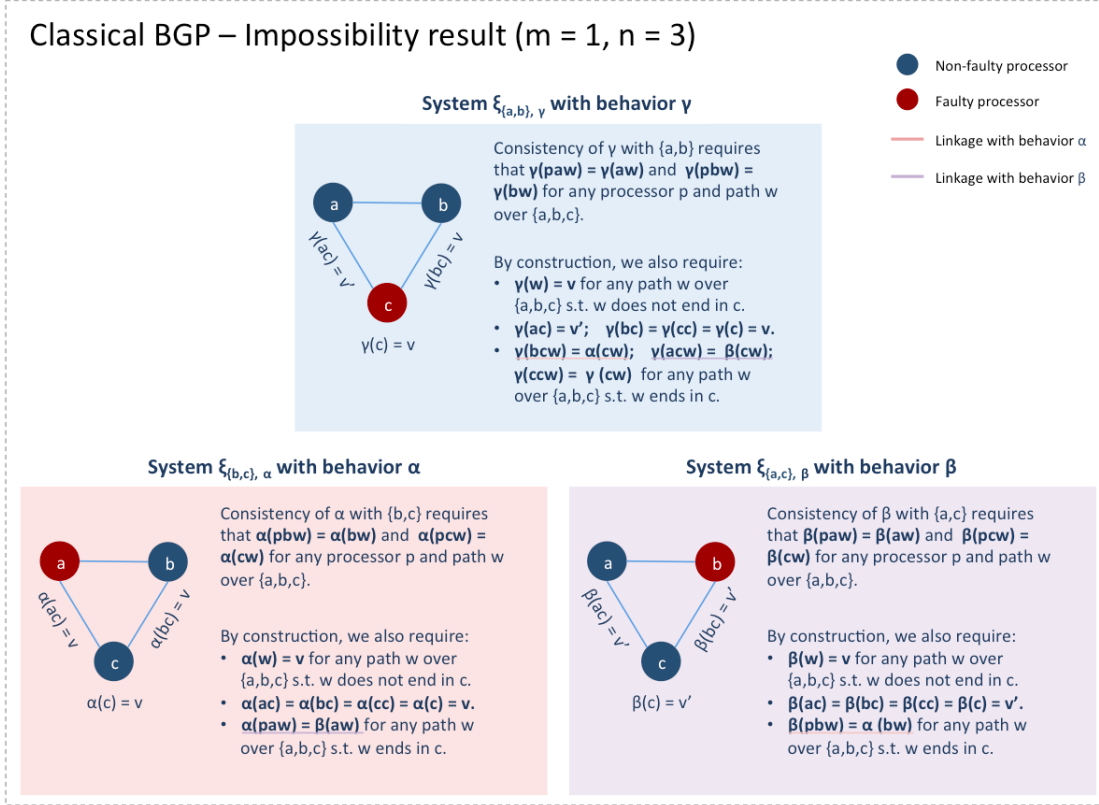 Classical BGP – Impossibility result (m = 1, n = 3)
Non-faulty processor
Faulty processor
Linkage with behavior α
Linkage with behavior β
System ξ{a,b}, γ with behavior γ
a
b
c
γ(ac) = v’
γ(bc) = v
γ(c) = v
Consistency of γ with {a,b} requires
that γ(paw) = γ(aw) and γ(pbw) =
γ(bw) for any processor p and path w
over {a,b,c}.
By construction, we also require:
• γ(w) = v for any path w over
{a,b,c} s.t. w does not end in c.
• γ(ac) = v’; γ(bc) = γ(cc) = γ(c) = v.
• γ(bcw) = α(cw); γ(acw) = β(cw);
γ(ccw) = γ (cw) for any path w
over {a,b,c} s.t. w ends in c.
System ξ{b,c}, α with behavior α
a
b
c
α(ac) = v
α(bc) = v
α(c) = v
Consistency of α with {b,c} requires
that α(pbw) = α(bw) and α(pcw) =
α(cw) for any processor p and path w
over {a,b,c}.
By construction, we also require:
• α(w) = v for any path w over
{a,b,c} s.t. w does not end in c.
• α(ac) = α(bc) = α(cc) = α(c) = v.
• α(paw) = β(aw) for any path w
over {a,b,c} s.t. w ends in c.
System ξ{a,c}, β with behavior β
a
b
c
β(ac) = v’
β(bc) = v’
β(c) = v’
Consistency of β with {a,c} requires
that β(paw) = β(aw) and β(pcw) =
β(cw) for any processor p and path w
over {a,b,c}.
By construction, we also require:
• β(w) = v for any path w over
{a,b,c} s.t. w does not end in c.
• β(ac) = β(bc) = β(cc) = β(c) = v’.
• β(pbw) = α (bw) for any path w
over {a,b,c} s.t. w ends in c.